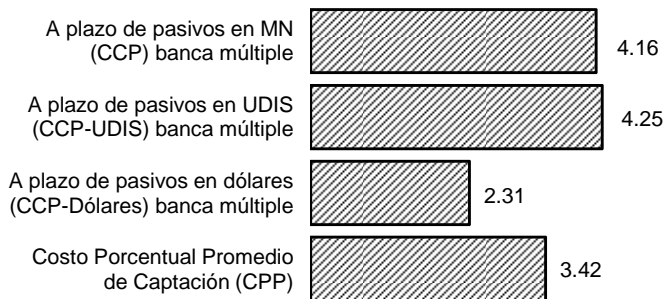 A plazo de pasivos en MN
(CCP) banca múltiple
4.16
A plazo de pasivos en UDIS
(CCP-UDIS) banca múltiple
4.25
A plazo de pasivos en dólares
(CCP-Dólares) banca múltiple
2.31
Costo Porcentual Promedio
de Captación (CPP)
3.42